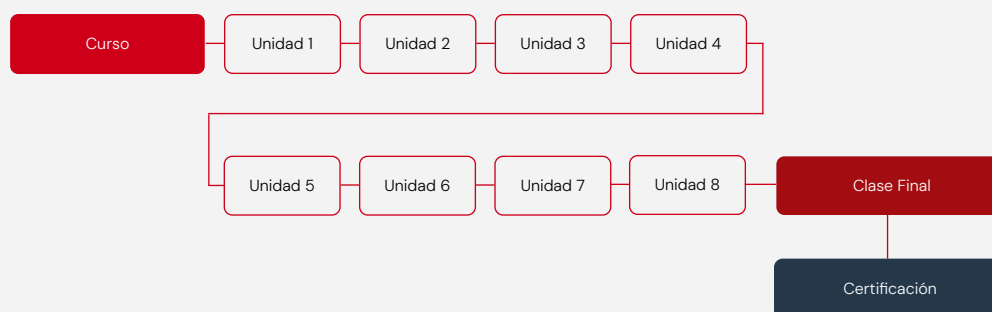 Curso
Unidad 1
Unidad 2
Unidad 3
Unidad 4
Unidad 5
Unidad 6
Unidad 7
Unidad 8
Clase Final
Certificación